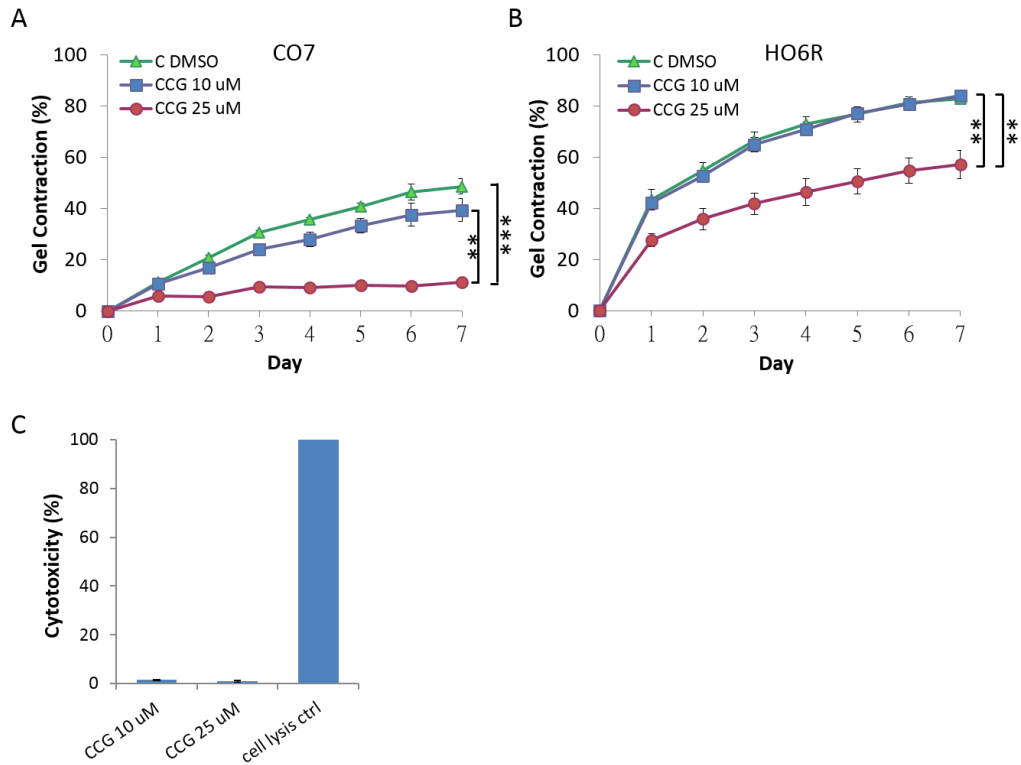 A
CO7
C DMSO
CCG 10 uM
CCG 25 uM
Gel Contraction (%)
100
80
60
40
20
0
0 1 2 3 4 5 6 7
Day
**
***
B
HO6R
C DMSO
CCG 10 uM
CCG 25 uM
Gel Contraction (%)
100
80
60
40
20
0
0 1 2 3 4 5 6 7
Day
**
**
C
Cytotoxicity (%)
100
80
60
40
20
0
CCG 10 uM
CCG 25 uM
cell lysis ctrl